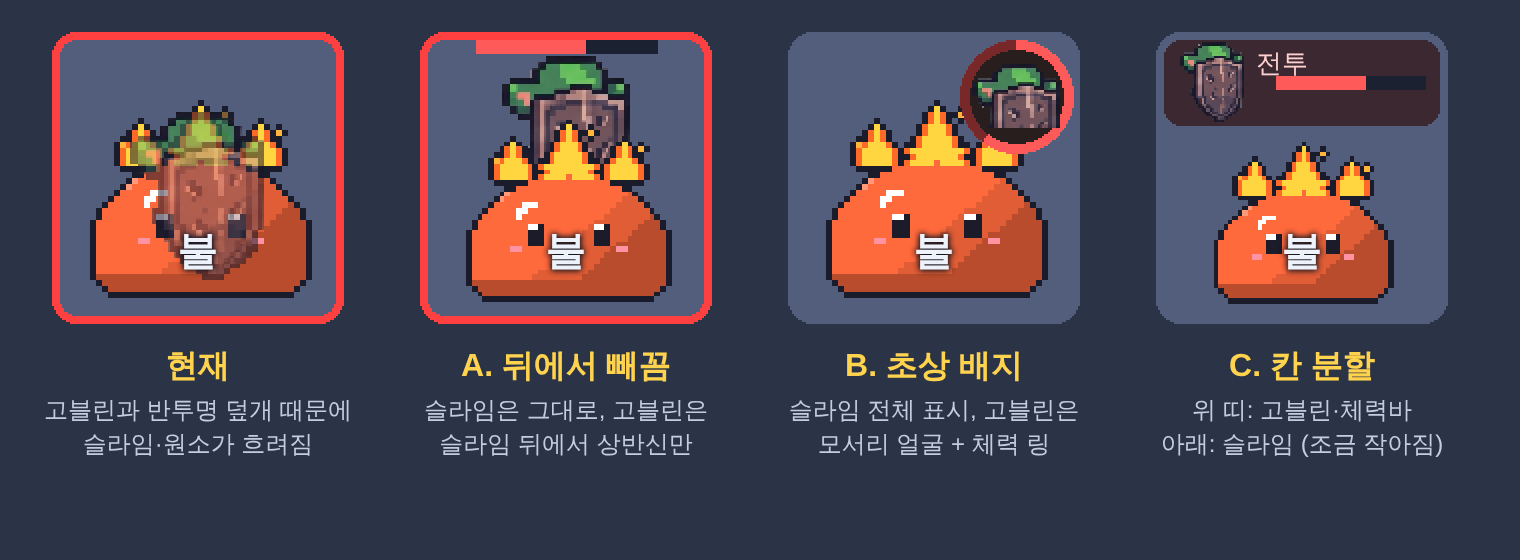 전투
불
불
불
불
현재
A. 뒤에서 빼꼼
B. 초상 배지
C. 칸 분할
고블린과 반투명 덮개 때문에
슬라임·원소가 흐려짐
슬라임은 그대로, 고블린은
슬라임 뒤에서 상반신만
슬라임 전체 표시, 고블린은
모서리 얼굴 + 체력 링
위 띠: 고블린·체력바
아래: 슬라임 (조금 작아짐)